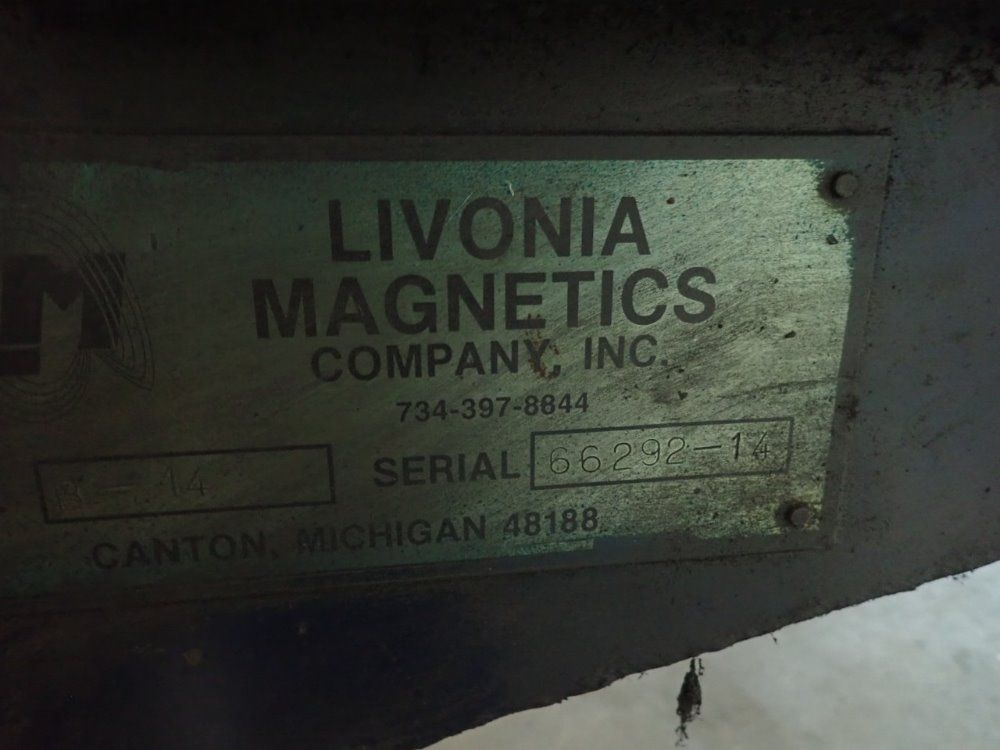 LIVONIA
MAGNETICS
COMPANY, INC.
734-397-8844
SERIAL 66292-14
CANTON, MICHIGAN 48188